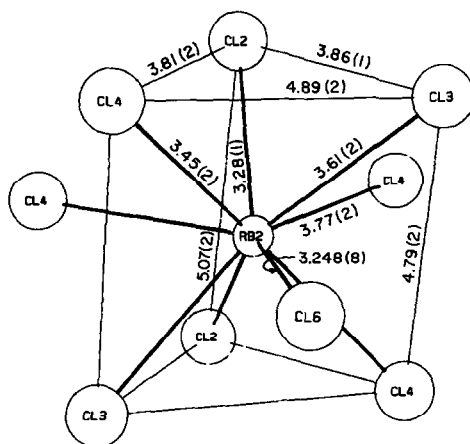 CL2
3.81(2)
3.86(1)
4.89(2)
CL4
CL3
3.45(2)
3.28(1)
3.61(2)
CL4
CL4
3.77(2)
RB2
3.248(8)
5.07(2)
4.79(2)
CL6
CL2
CL3
CL4